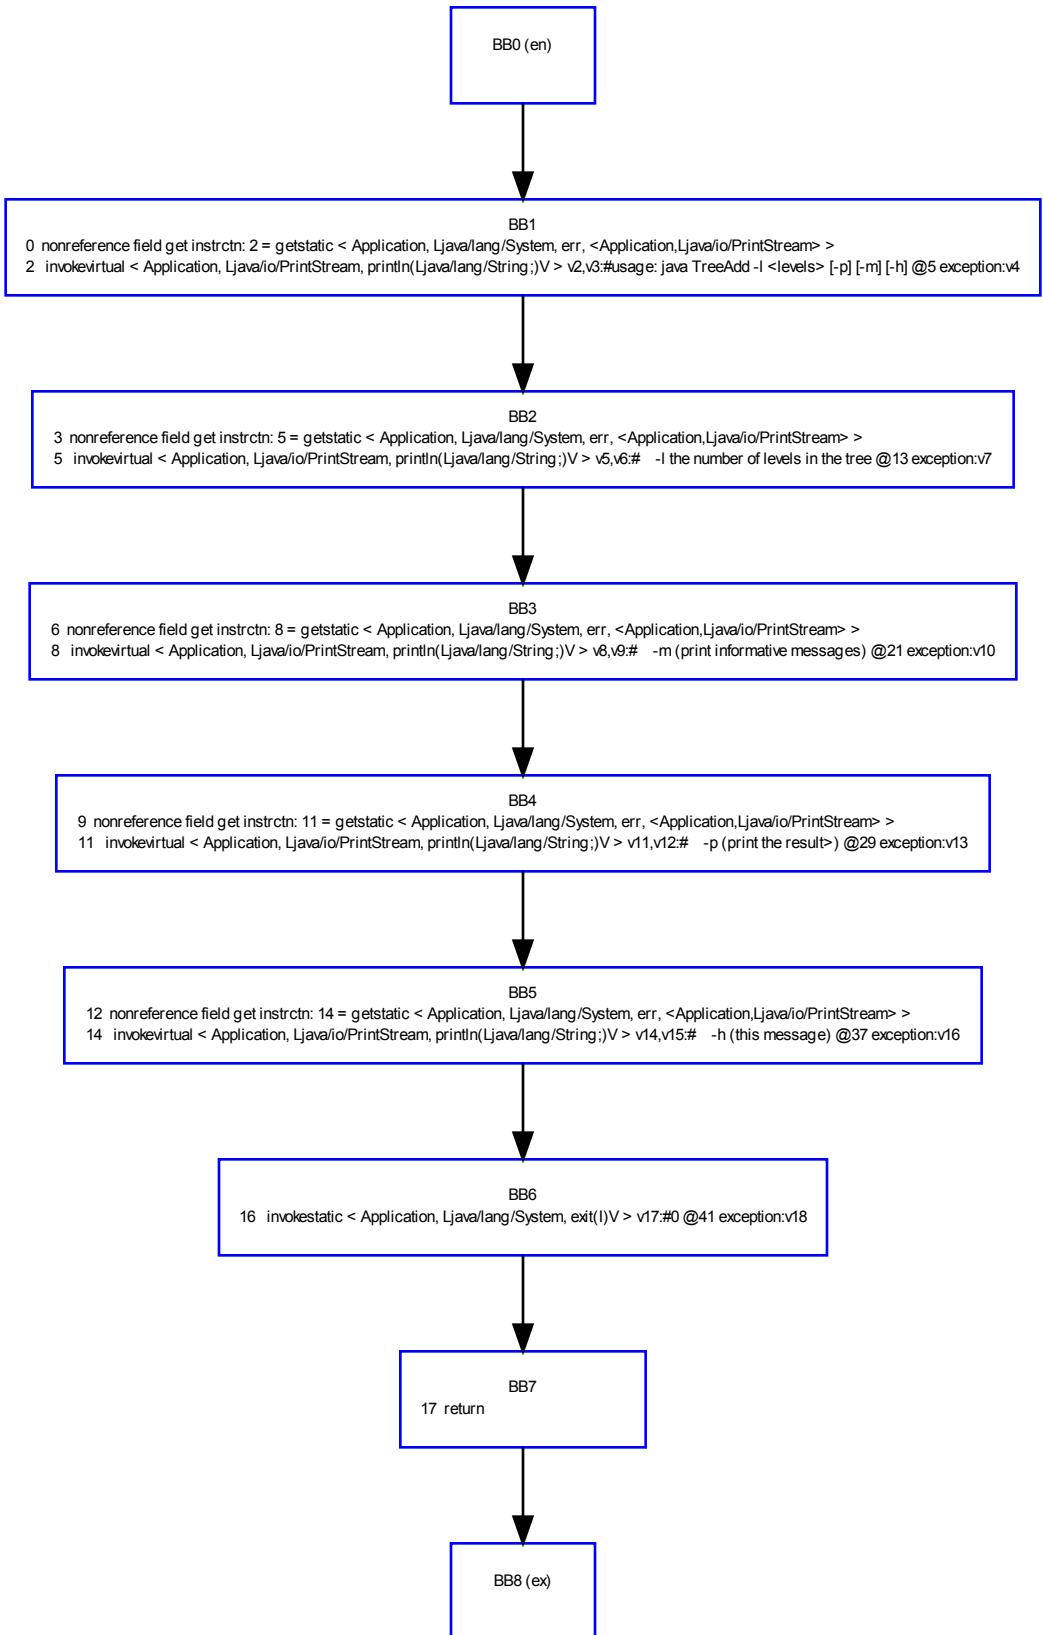 BB0 (en)
BB1
0 nonreference field get instrctn: 2 = getstatic < Application, Ljava/lang/System, err, <Application,Ljava/io/PrintStream> >
2 invokevirtual < Application, Ljava/io/PrintStream, println(Ljava/lang/String;)V > v2,v3:#usage: java TreeAdd -l <levels> [-p] [-m] [-h] @5 exception:v4
BB2
3 nonreference field get instrctn: 5 = getstatic < Application, Ljava/lang/System, err, <Application,Ljava/io/PrintStream> >
5 invokevirtual < Application, Ljava/io/PrintStream, println(Ljava/lang/String;)V > v5,v6:# -l the number of levels in the tree @13 exception:v7
BB3
6 nonreference field get instrctn: 8 = getstatic < Application, Ljava/lang/System, err, <Application,Ljava/io/PrintStream> >
8 invokevirtual < Application, Ljava/io/PrintStream, println(Ljava/lang/String;)V > v8,v9:# -m (print informative messages) @21 exception:v10
BB4
9 nonreference field get instrctn: 11 = getstatic < Application, Ljava/lang/System, err, <Application,Ljava/io/PrintStream> >
11 invokevirtual < Application, Ljava/io/PrintStream, println(Ljava/lang/String;)V > v11,v12:# -p (print the result>) @29 exception:v13
BB5
12 nonreference field get instrctn: 14 = getstatic < Application, Ljava/lang/System, err, <Application,Ljava/io/PrintStream> >
14 invokevirtual < Application, Ljava/io/PrintStream, println(Ljava/lang/String;)V > v14,v15:# -h (this message) @37 exception:v16
BB6
16 invokestatic < Application, Ljava/lang/System, exit(I)V > v17:#0 @41 exception:v18
BB7
17 return
BB8 (ex)